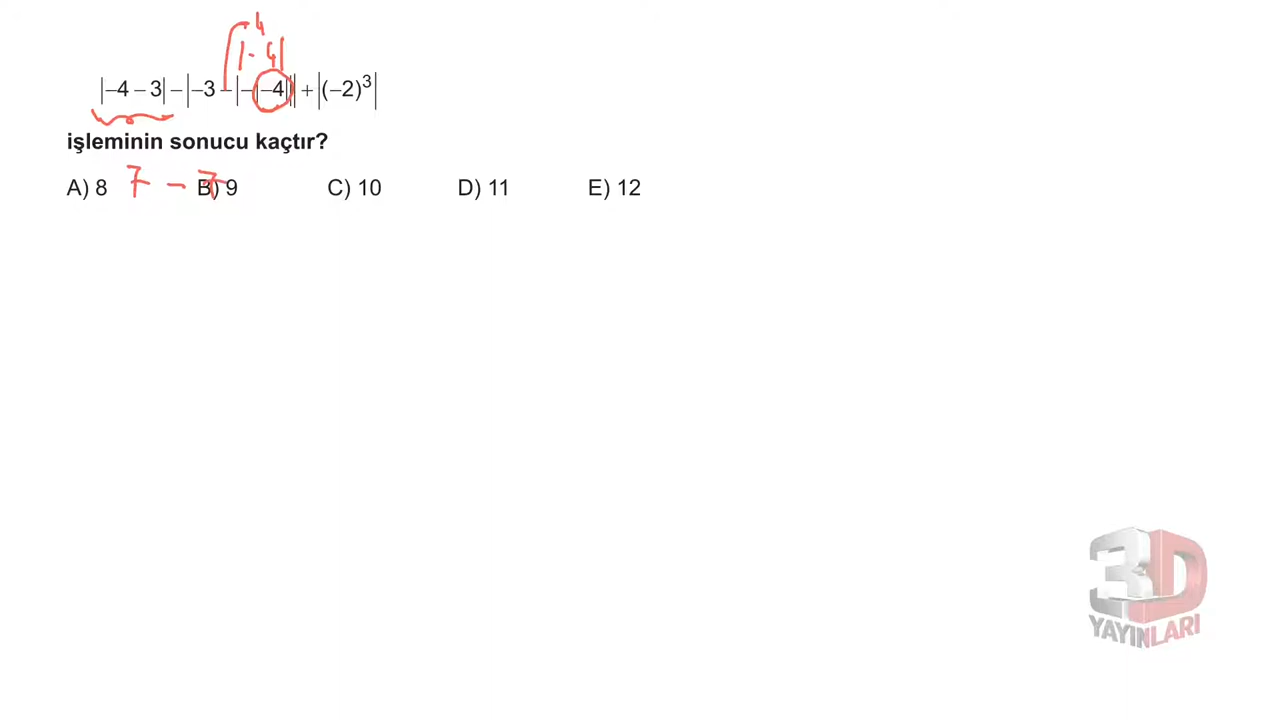 4
|- 4|
|−4 − 3| − |−3 − |−|−4||| + |(−2)³|
işleminin sonucu kaçtır?
A) 8 B) 9 C) 10 D) 11 E) 12
7 − 7
3D
YAYINLARI